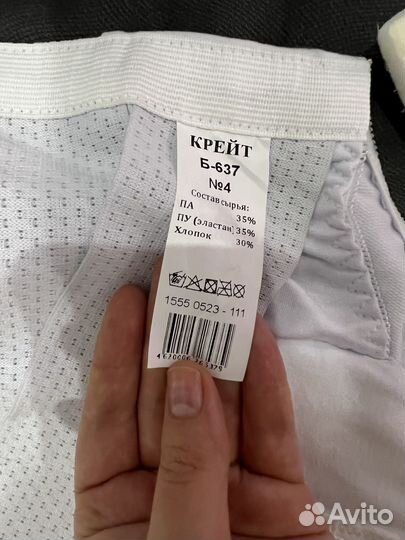 КРЕЙТ
Б-637
№4
Состав сырья:
ПА 35%
ПУ (эластан) 35%
Хлопок 30%
1555 0523 - 111
Avito